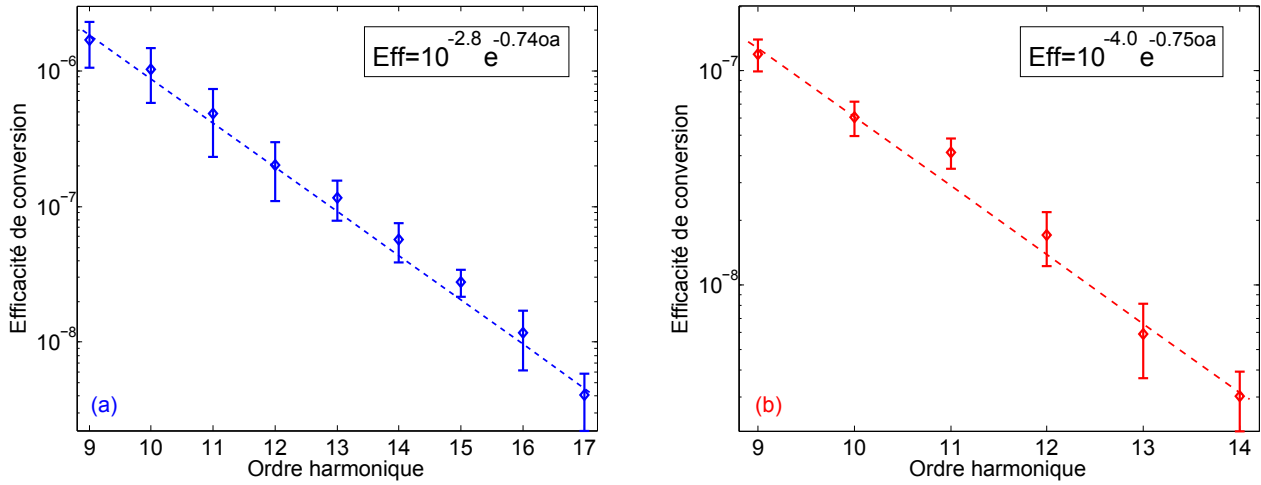 Eff=10^-2.8 e^-0.74oa
Efficacité de conversion
10^-6
10^-7
10^-8
(a)
9 10 11 12 13 14 15 16 17
Ordre harmonique
Eff=10^-4.0 e^-0.75oa
Efficacité de conversion
10^-7
10^-8
(b)
9 10 11 12 13 14
Ordre harmonique